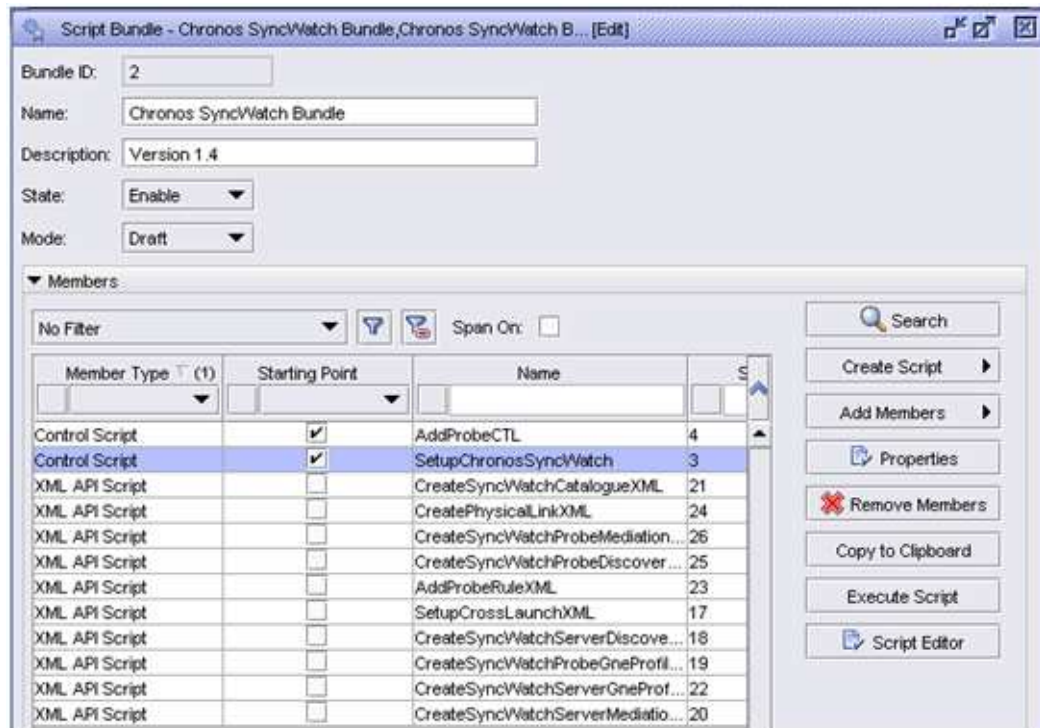 Script Bundle - Chronos SyncWatch Bundle,Chronos SyncWatch B... [Edit]
Bundle ID: 2
Name: Chronos SyncWatch Bundle
Description: Version 1.4
State: Enable
Mode: Draft
Members
No Filter Span On:
Member Type (1) Starting Point Name S
Control Script AddProbeCTL 4
Control Script SetupChronosSyncWatch 3
XML API Script CreateSyncWatchCatalogueXML 21
XML API Script CreatePhysicalLinkXML 24
XML API Script CreateSyncWatchProbeMediation... 26
XML API Script CreateSyncWatchProbeDiscover... 25
XML API Script AddProbeRuleXML 23
XML API Script SetupCrossLaunchXML 17
XML API Script CreateSyncWatchServerDiscove... 18
XML API Script CreateSyncWatchProbeGneProfil... 19
XML API Script CreateSyncWatchServerGneProf... 22
XML API Script CreateSyncWatchServerMediatio... 20
Search
Create Script
Add Members
Properties
Remove Members
Copy to Clipboard
Execute Script
Script Editor